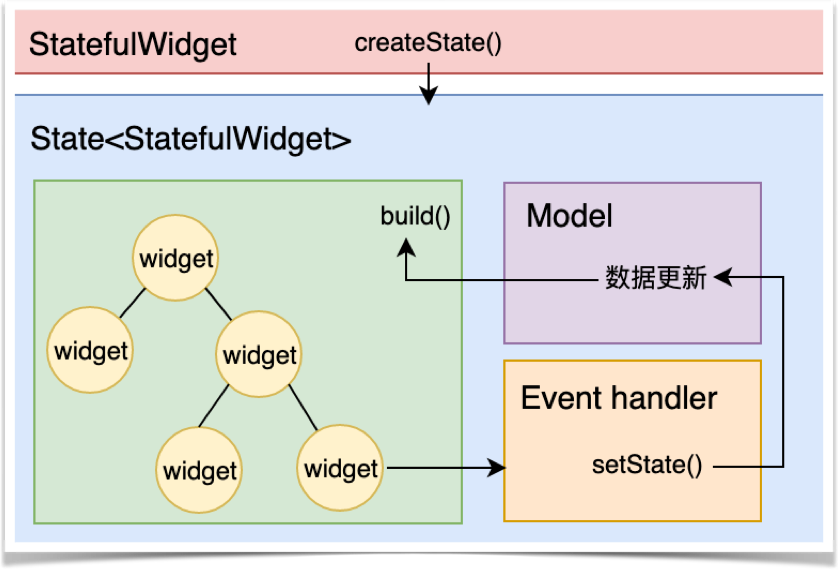 StatefulWidget
createState()
State<StatefulWidget>
build()
widget
widget
widget
widget
widget
Model
数据更新
Event handler
setState()